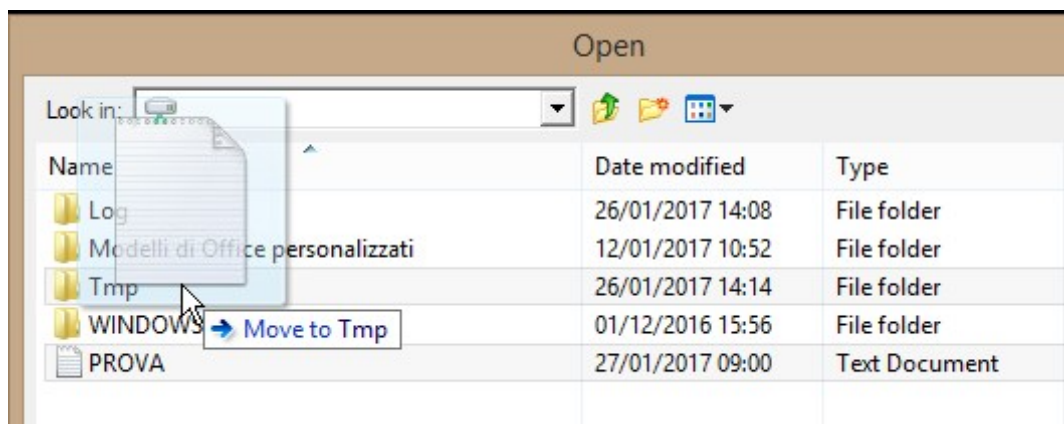 Open
Look in:
Name Date modified Type
Log 26/01/2017 14:08 File folder
Modelli di Office personalizzati 12/01/2017 10:52 File folder
Tmp 26/01/2017 14:14 File folder
WINDOWS 01/12/2016 15:56 File folder
Move to Tmp
PROVA 27/01/2017 09:00 Text Document